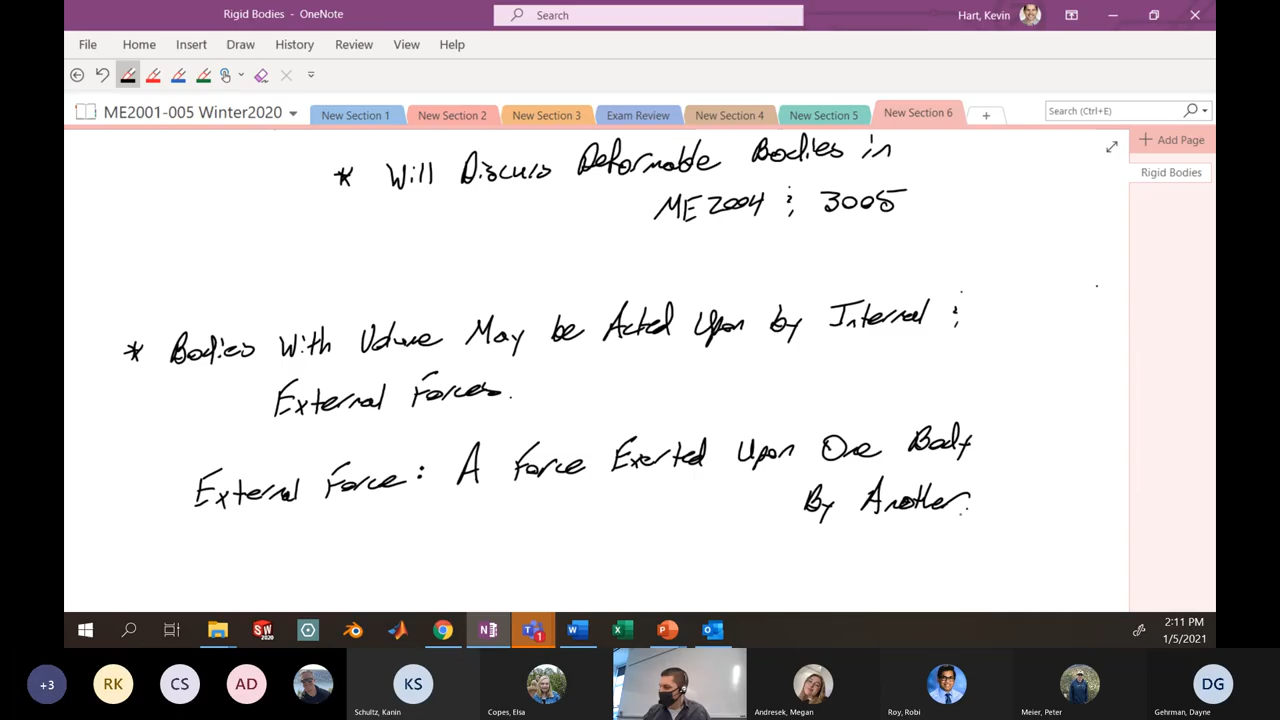 Rigid Bodies - OneNote
Search
Hart, Kevin
File Home Insert Draw History Review View Help
ME2001-005 Winter2020
New Section 1 New Section 2 New Section 3 Exam Review New Section 4 New Section 5 New Section 6 +
Search (Ctrl+E)
Add Page
Rigid Bodies
* Will Discuss Deformable Bodies in
ME2004 & 3005
* Bodies With Volume May be Acted Upon by Internal &
External Forces.
External Force: A Force Exerted Upon One Body
By Another.
2:11 PM
1/5/2021
+3 RK CS AD KS DG
Schultz, Kanin Copes, Elsa Andresek, Megan Roy, Robi Meier, Peter Gehrman, Dayne